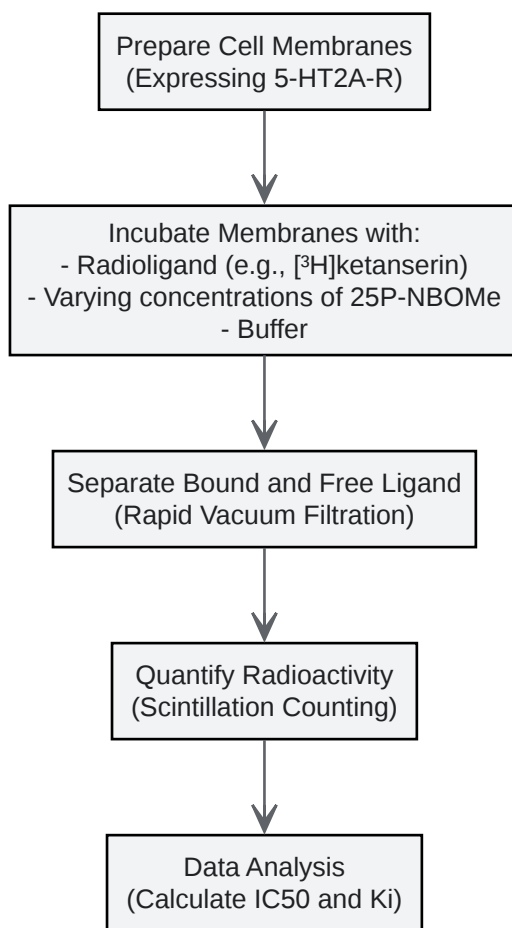 Prepare Cell Membranes
(Expressing 5-HT2A-R)
Incubate Membranes with:
- Radioligand (e.g., [³H]ketanserin)
- Varying concentrations of 25P-NBOMe
- Buffer
Separate Bound and Free Ligand
(Rapid Vacuum Filtration)
Quantify Radioactivity
(Scintillation Counting)
Data Analysis
(Calculate IC50 and Ki)